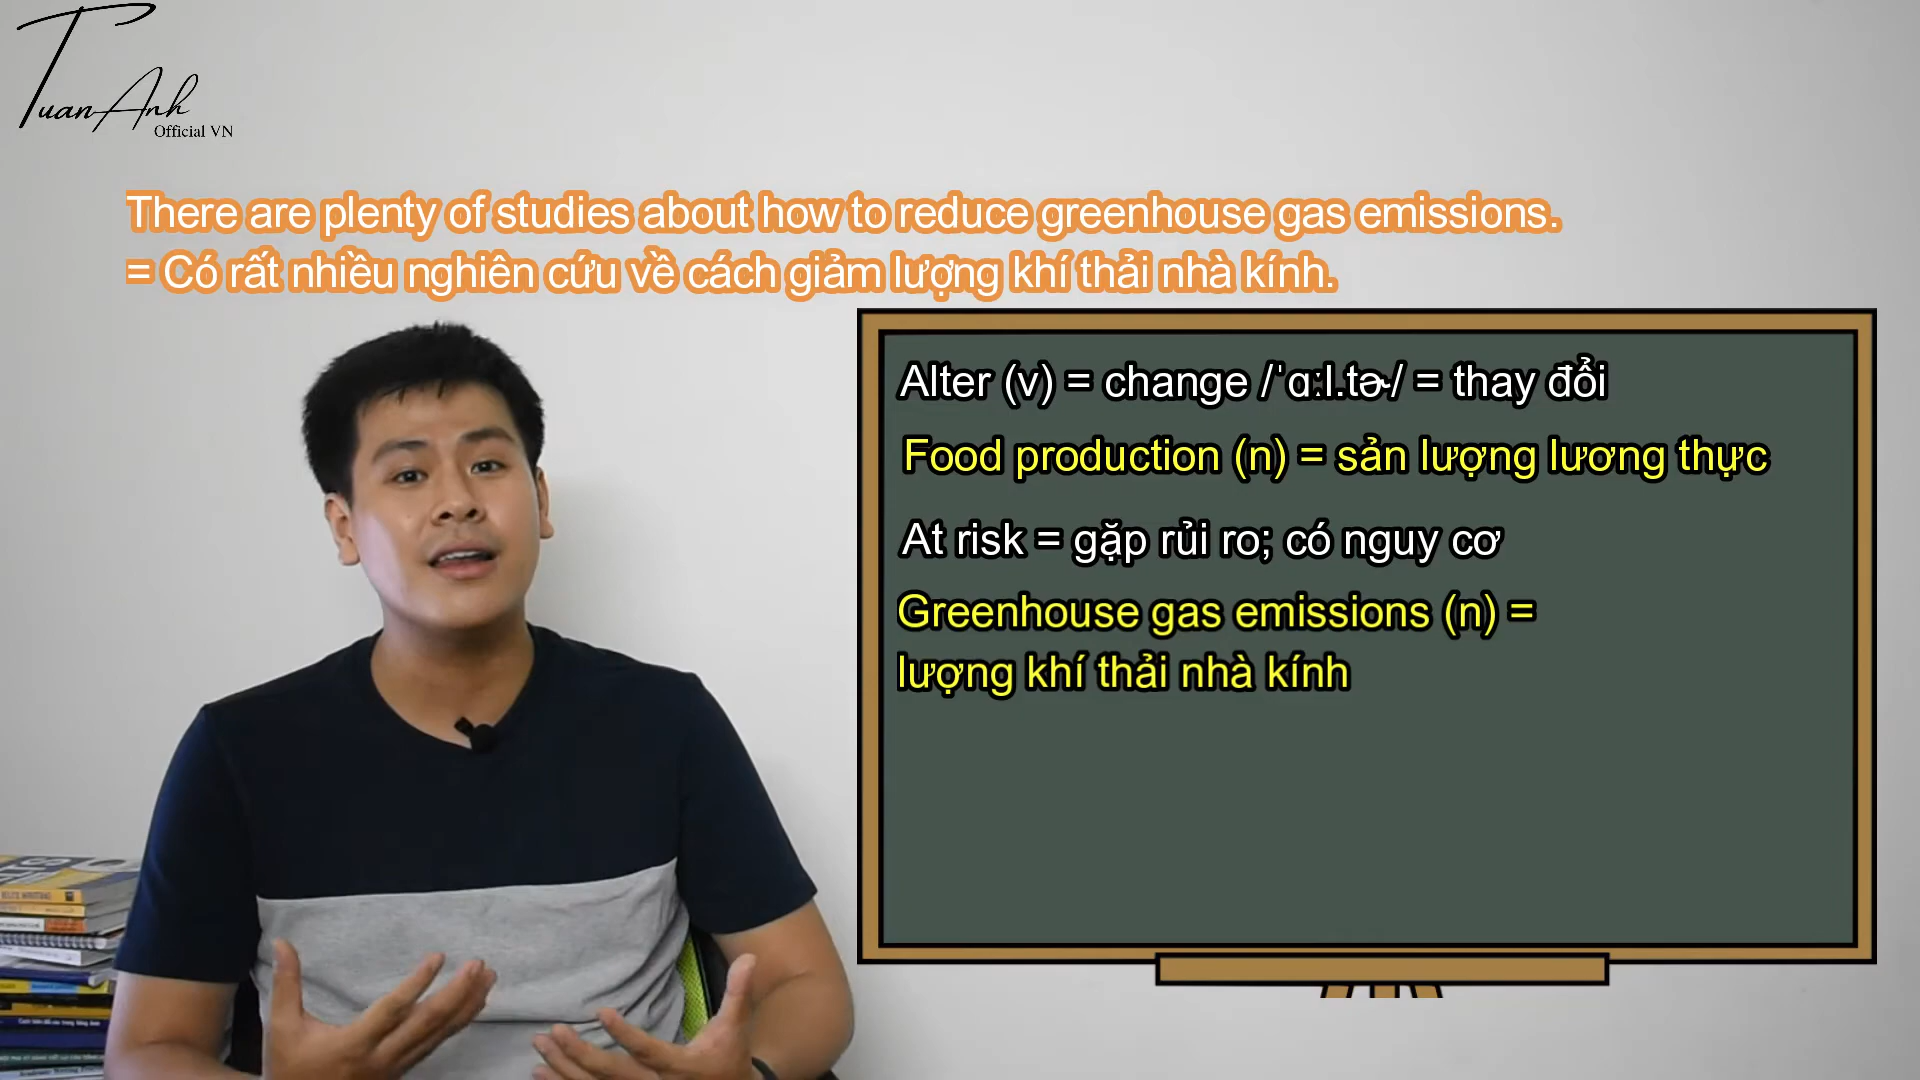 TuanAnh
Official VN
There are plenty of studies about how to reduce greenhouse gas emissions.
= Có rất nhiều nghiên cứu về cách giảm lượng khí thải nhà kính.
Alter (v) = change /ˈɑːl.tɚ/ = thay đổi
Food production (n) = sản lượng lương thực
At risk = gặp rủi ro; có nguy cơ
Greenhouse gas emissions (n) =
lượng khí thải nhà kính